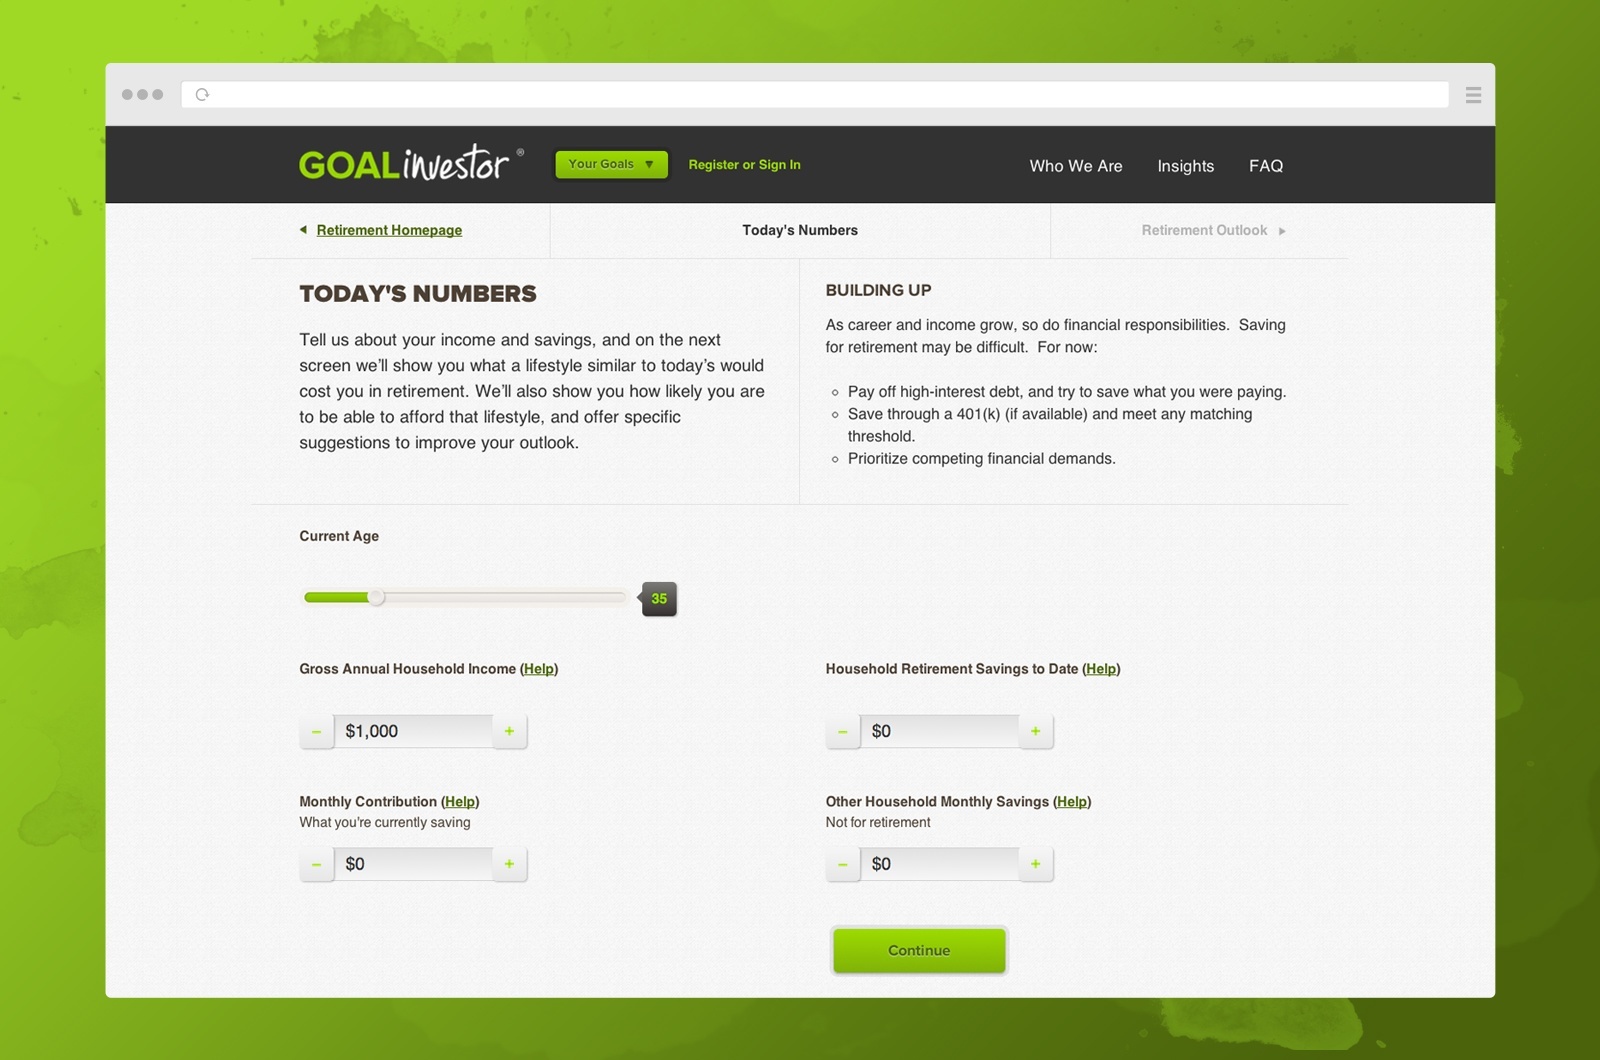 GOALinvestor®
Your Goals ▼
Register or Sign In
Who We Are
Insights
FAQ
Retirement Homepage
Today's Numbers
Retirement Outlook
TODAY'S NUMBERS
Tell us about your income and savings, and on the next
screen we’ll show you what a lifestyle similar to today’s would
cost you in retirement. We’ll also show you how likely you are
to be able to afford that lifestyle, and offer specific
suggestions to improve your outlook.
BUILDING UP
As career and income grow, so do financial responsibilities.  Saving
for retirement may be difficult.  For now:
Pay off high-interest debt, and try to save what you were paying.
Save through a 401(k) (if available) and meet any matching
threshold.
Prioritize competing financial demands.
Current Age
35
Gross Annual Household Income (Help)
– $1,000 +
Household Retirement Savings to Date (Help)
– $0 +
Monthly Contribution (Help)
What you're currently saving
– $0 +
Other Household Monthly Savings (Help)
Not for retirement
– $0 +
Continue